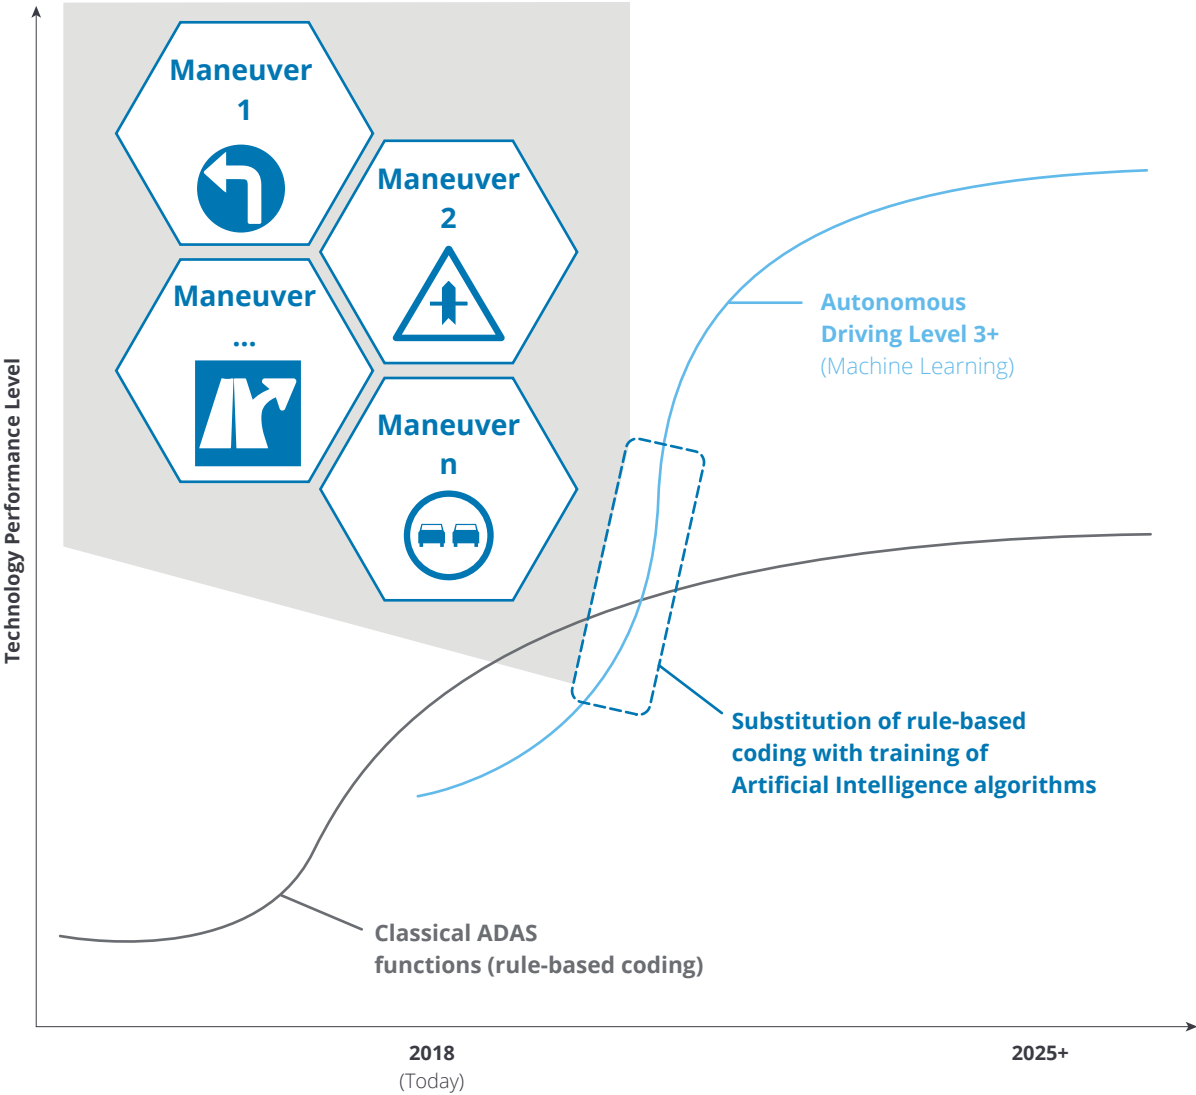 Technology Performance Level
Maneuver
1
Maneuver
2
Maneuver
...
Maneuver
n
Autonomous
Driving Level 3+
(Machine Learning)
Substitution of rule-based
coding with training of
Artificial Intelligence algorithms
Classical ADAS
functions (rule-based coding)
2018
(Today)
2025+